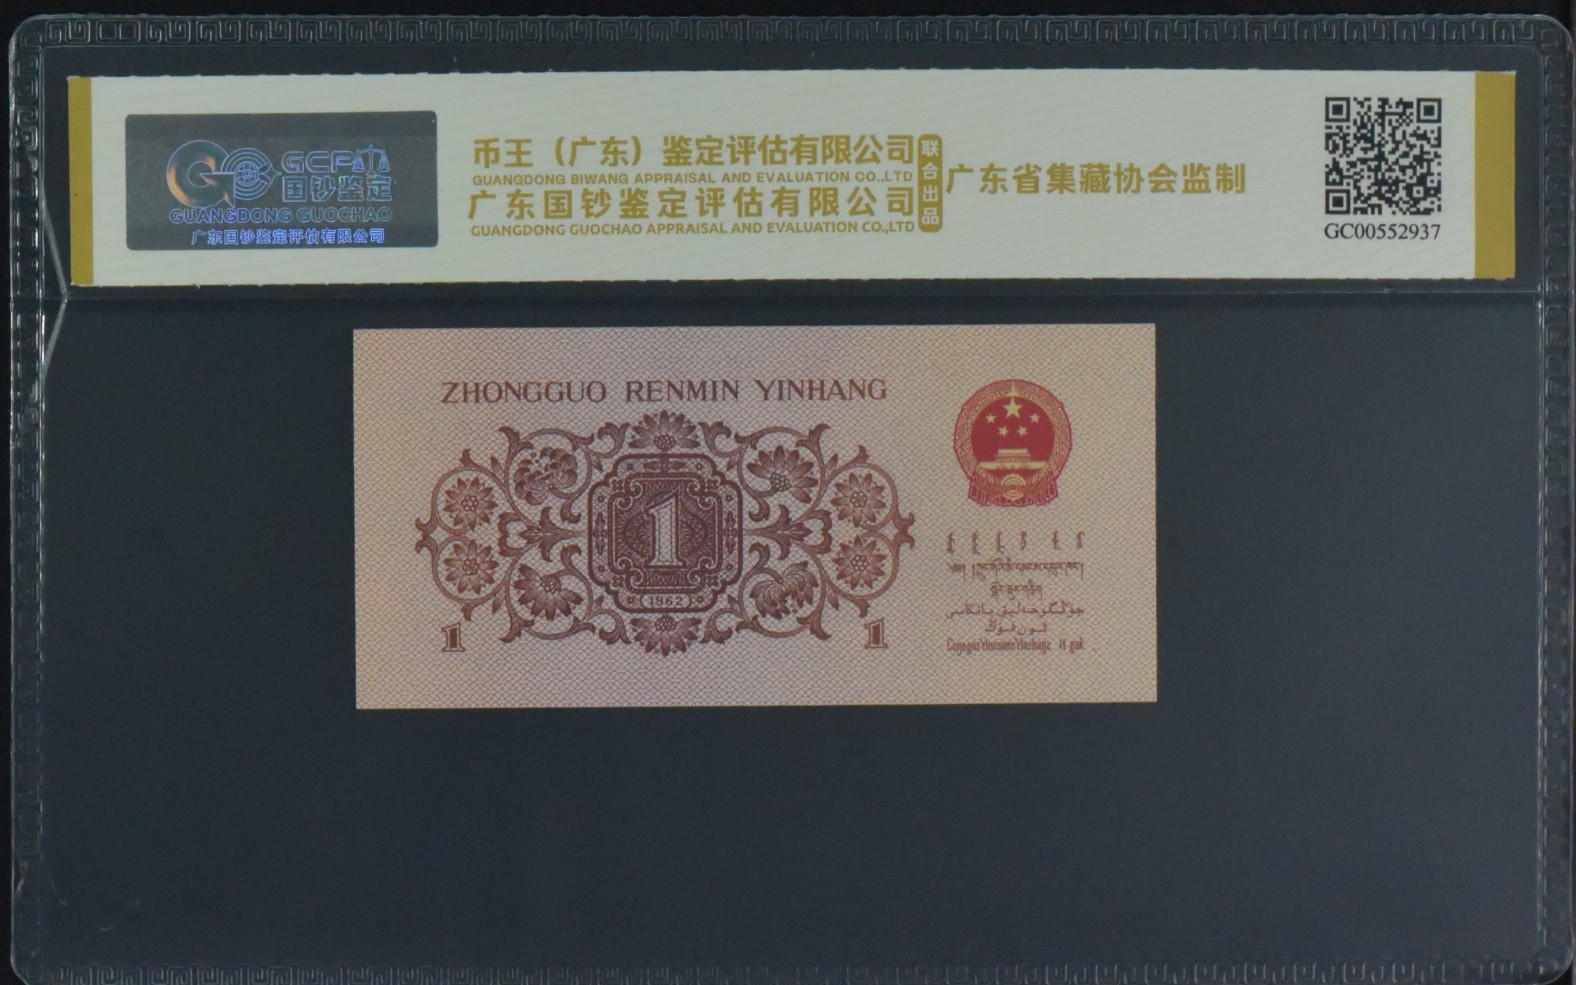 GCP
国钞鉴定
GUANGDONG GUOCHAO
广东国钞鉴定评估有限公司
币王（广东）鉴定评估有限公司
GUANGDONG BIWANG APPRAISAL AND EVALUATION CO.,LTD
广东国钞鉴定评估有限公司
GUANGDONG GUOCHAO APPRAISAL AND EVALUATION CO.,LTD
联合出品
广东省集藏协会监制
GC00552937
ZHONGGUO RENMIN YINHANG
1
(1962)
1
1